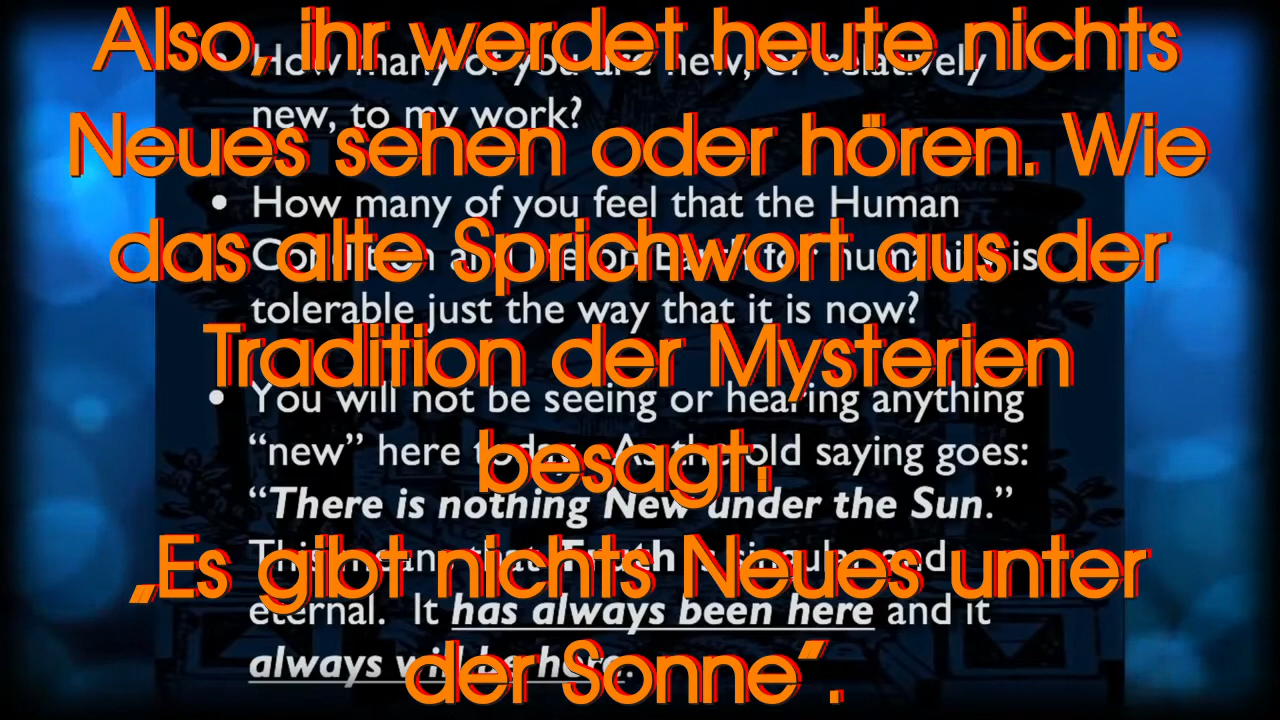 Also, ihr werdet heute nichts
Neues sehen oder hören. Wie
das alte Sprichwort aus der
Tradition der Mysterien
besagt:
„Es gibt nichts Neues unter
der Sonne“.
How many of you are new, or relatively
new, to my work?
• How many of you feel that the Human
Condition and life on Earth for humanity is
tolerable just the way that it is now?
• You will not be seeing or hearing anything
“new” here today. As the old saying goes:
“There is nothing New under the Sun.”
This means that Truth is singular and
eternal. It has always been here and it
always will be here.